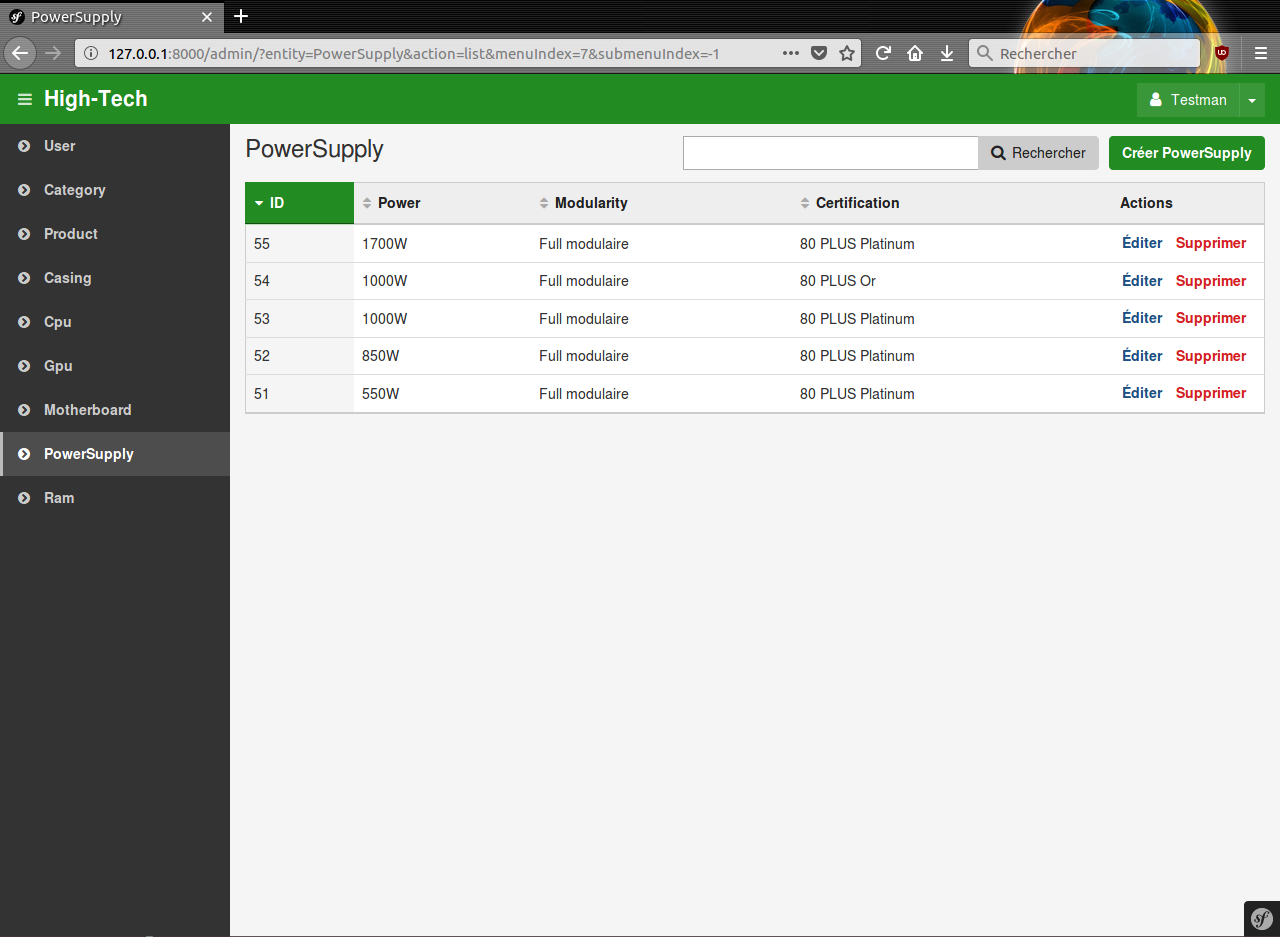 PowerSupply
127.0.0.1:8000/admin/?entity=PowerSupply&action=list&menuIndex=7&submenuIndex=-1
Rechercher
High-Tech
Testman
User
Category
Product
Casing
Cpu
Gpu
Motherboard
PowerSupply
Ram
PowerSupply
Rechercher
Créer PowerSupply
ID Power Modularity Certification Actions
55 1700W Full modulaire 80 PLUS Platinum Éditer Supprimer
54 1000W Full modulaire 80 PLUS Or Éditer Supprimer
53 1000W Full modulaire 80 PLUS Platinum Éditer Supprimer
52 850W Full modulaire 80 PLUS Platinum Éditer Supprimer
51 550W Full modulaire 80 PLUS Platinum Éditer Supprimer